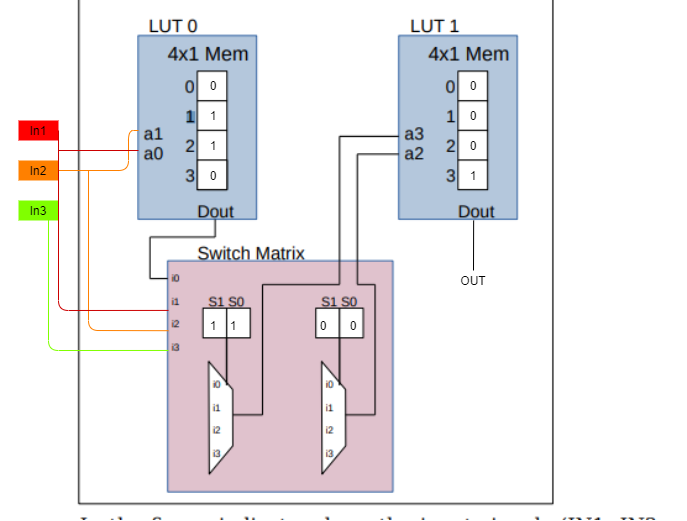 LUT 0
LUT 1
4x1 Mem
4x1 Mem
0 0
1 1
2 1
3 0
0 0
1 0
2 0
3 1
In1
In2
In3
a1
a0
a3
a2
Dout
Dout
OUT
Switch Matrix
i0
i1
i2
i3
S1 S0
1 1
S1 S0
0 0
i0
i1
i2
i3
i0
i1
i2
i3